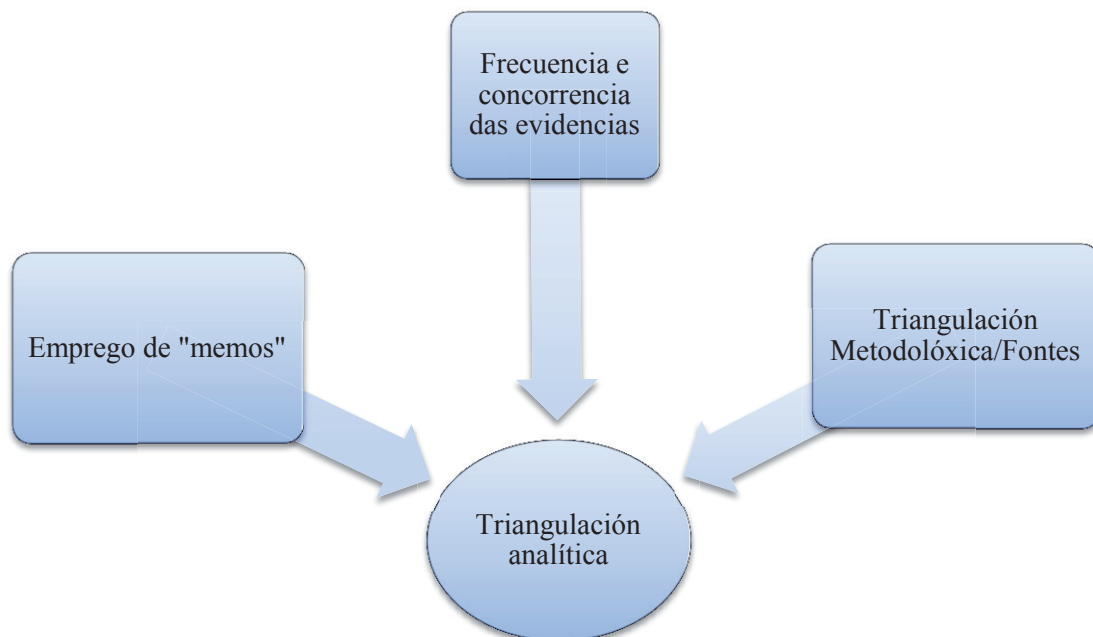 Frecuencia e
concorrencia
das evidencias
Emprego de "memos"
Triangulación
Metodolóxica/Fontes
Triangulación
analítica